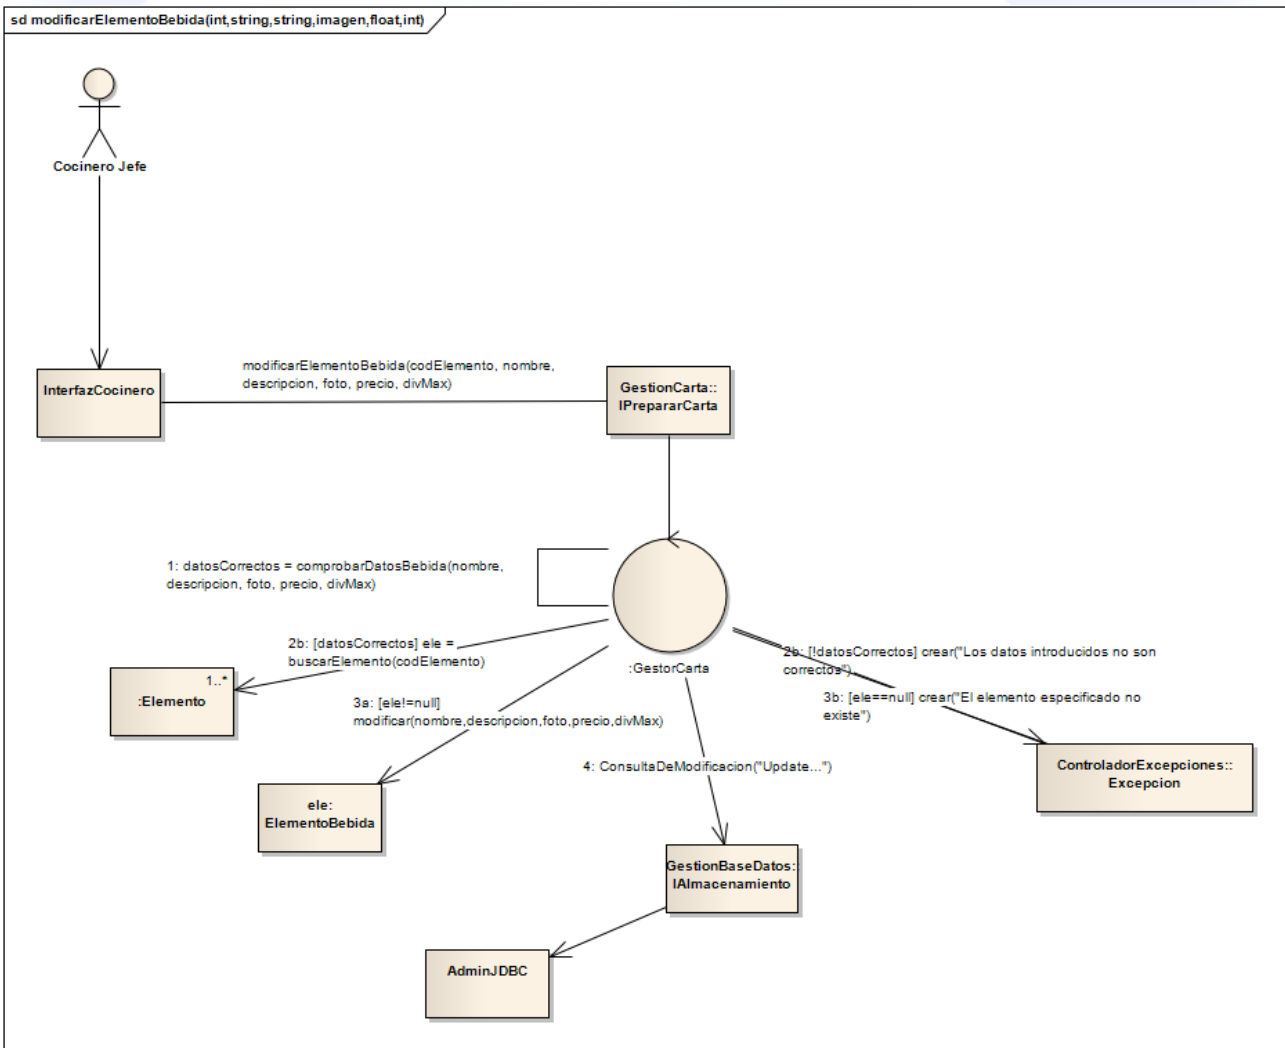 sd modificarElementoBebida(int,string,string,imagen,float,int)
Cocinero Jefe
InterfazCocinero
modificarElementoBebida(codElemento, nombre,
descripcion, foto, precio, divMax)
GestionCarta::
IPrepararCarta
1: datosCorrectos = comprobarDatosBebida(nombre,
descripcion, foto, precio, divMax)
:GestorCarta
2b: [datosCorrectos] ele =
buscarElemento(codElemento)
1..*
:Elemento
3a: [ele!=null]
modificar(nombre,descripcion,foto,precio,divMax)
ele:
ElementoBebida
2b: [!datosCorrectos] crear("Los datos introducidos no son
correctos")
3b: [ele==null] crear("El elemento especificado no
existe")
ControladorExcepciones::
Excepcion
4: ConsultaDeModificacion("Update...")
GestionBaseDatos::
IAlmacenamiento
AdminJDBC